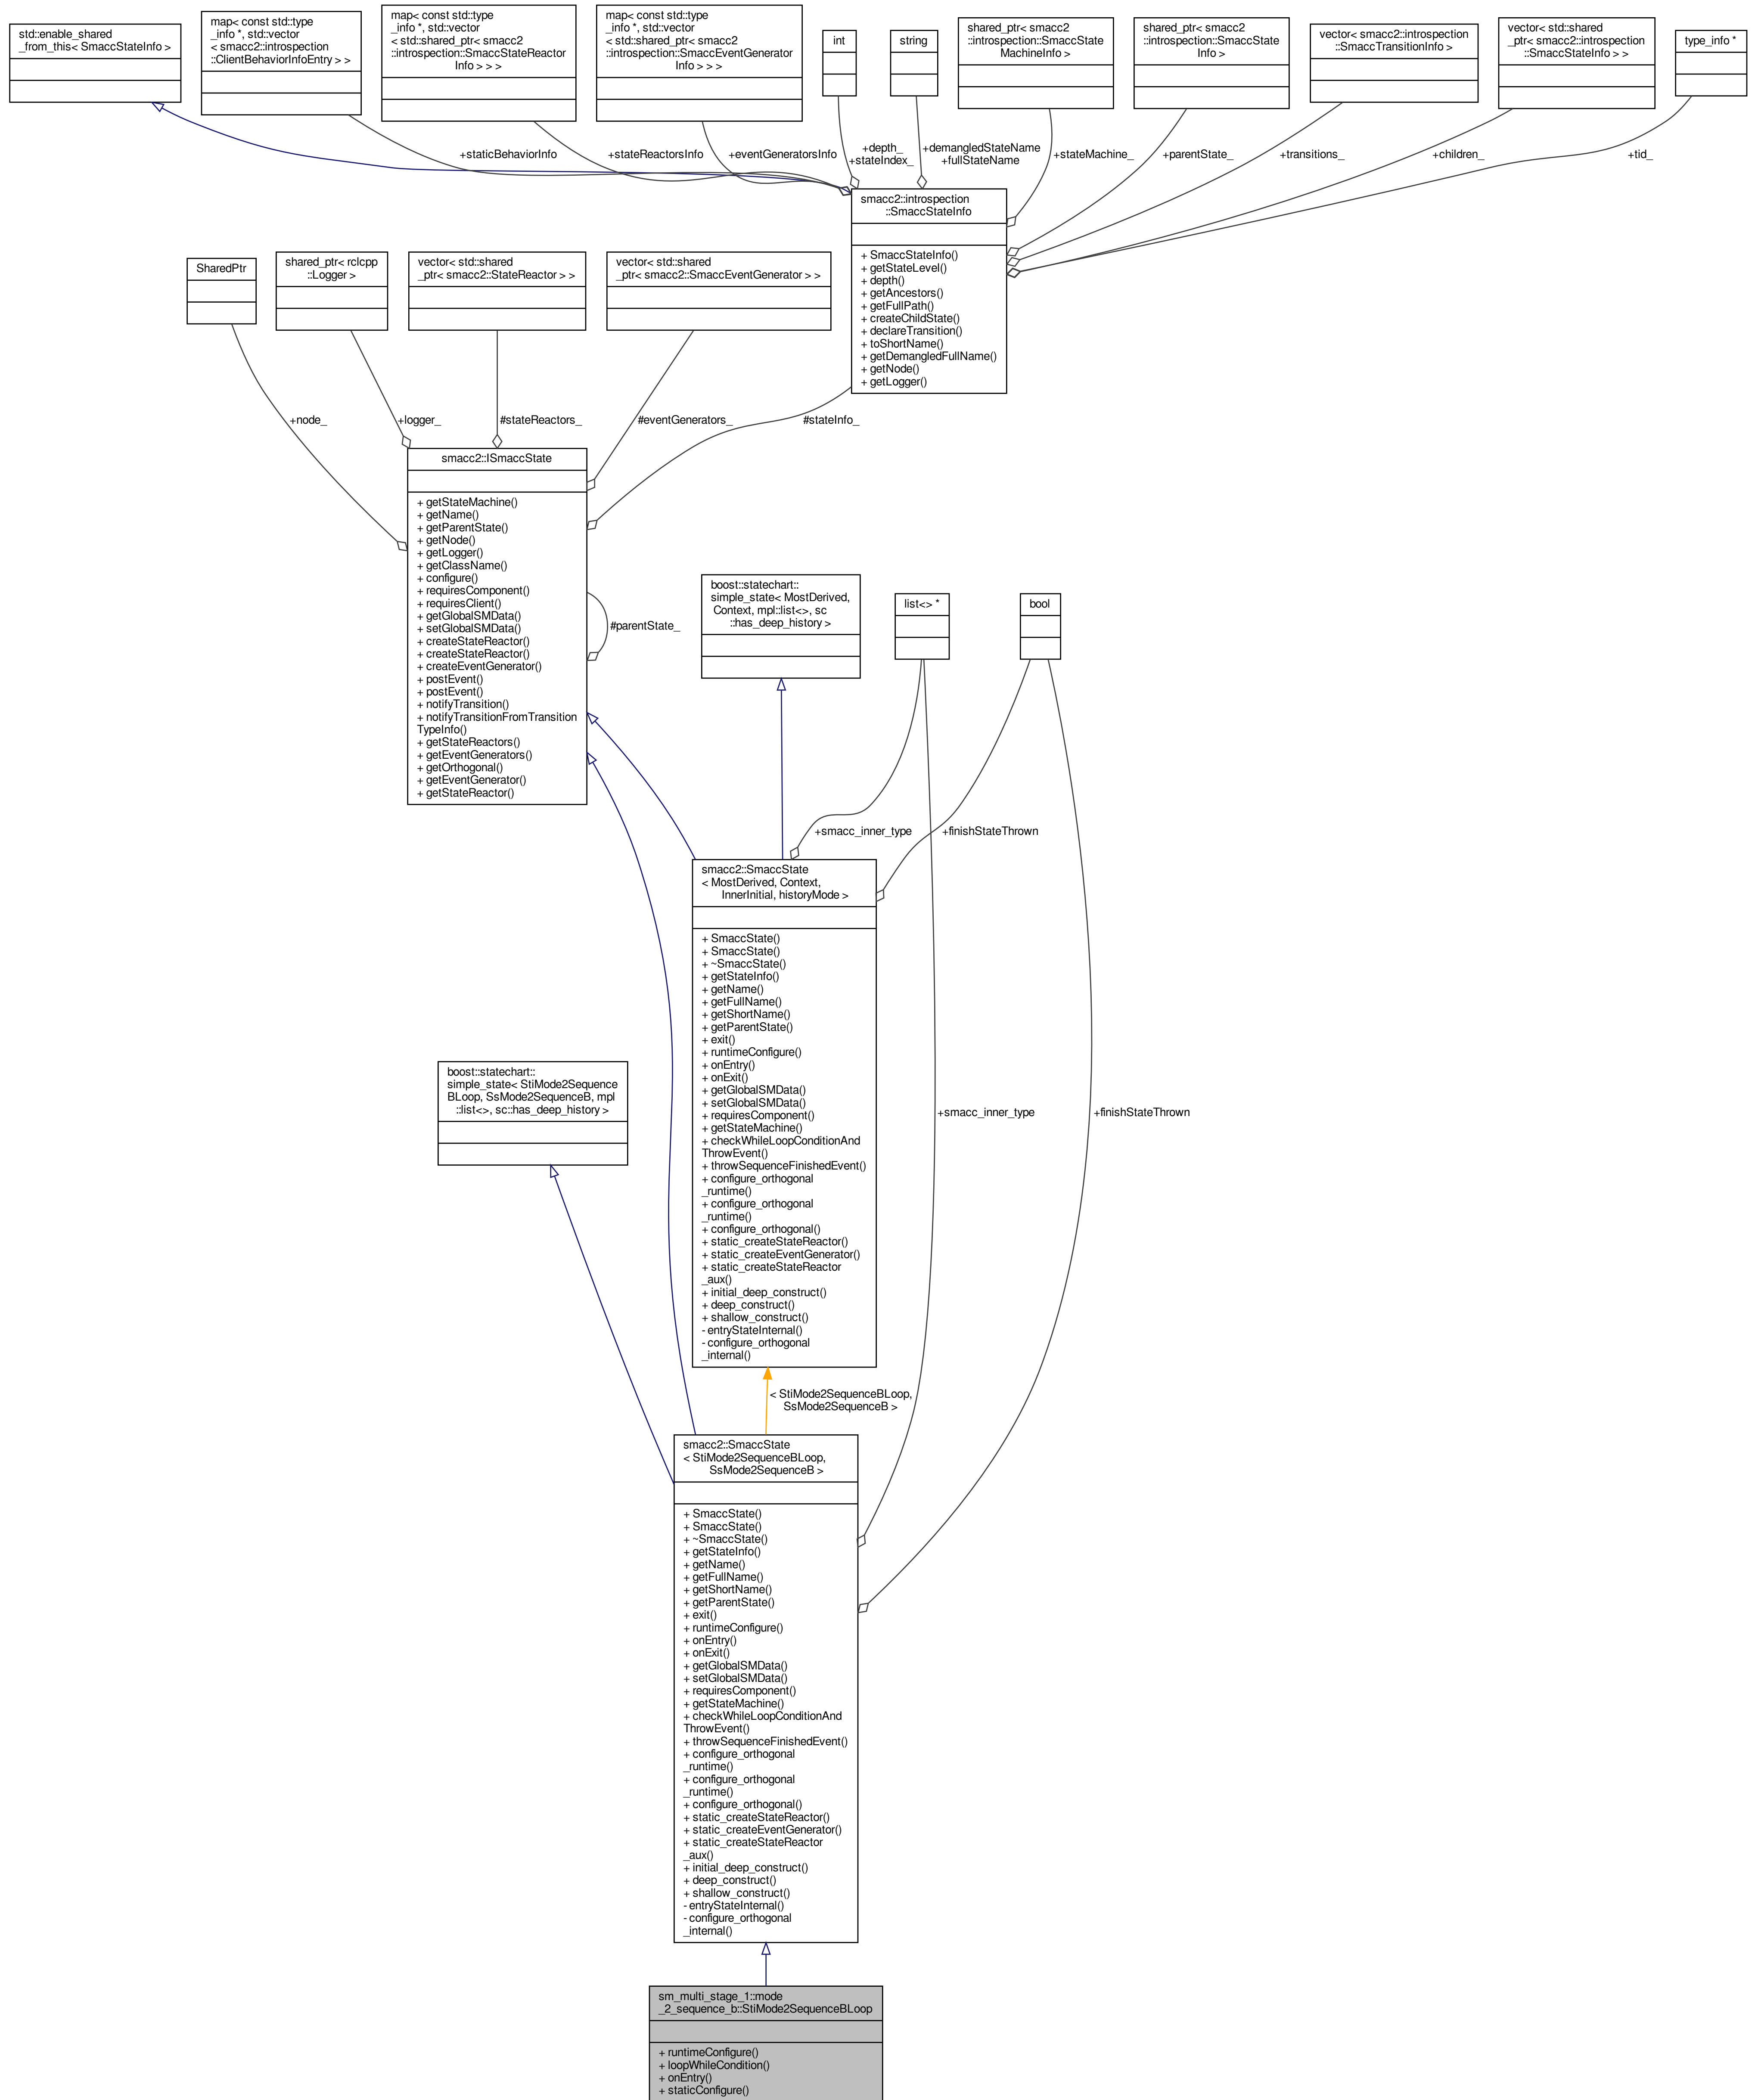 std::enable_shared
_from_this< SmaccStateInfo >
map< const std::type
_info *, std::vector
< smacc2::introspection
::ClientBehaviorInfoEntry > >
map< const std::type
_info *, std::vector
< std::shared_ptr< smacc2
::introspection::SmaccStateReactor
Info > > >
map< const std::type
_info *, std::vector
< std::shared_ptr< smacc2
::introspection::SmaccEventGenerator
Info > > >
int
string
shared_ptr< smacc2
::introspection::SmaccState
MachineInfo >
shared_ptr< smacc2
::introspection::SmaccState
Info >
vector< smacc2::introspection
::SmaccTransitionInfo >
vector< std::shared
_ptr< smacc2::introspection
::SmaccStateInfo > >
type_info *
+staticBehaviorInfo
+stateReactorsInfo
+eventGeneratorsInfo
+depth_
+stateIndex_
+demangledStateName
+fullStateName
+stateMachine_
+parentState_
+transitions_
+children_
+tid_
smacc2::introspection
::SmaccStateInfo
+ SmaccStateInfo()
+ getStateLevel()
+ depth()
+ getAncestors()
+ getFullPath()
+ createChildState()
+ declareTransition()
+ toShortName()
+ getDemangledFullName()
+ getNode()
+ getLogger()
SharedPtr
shared_ptr< rclcpp
::Logger >
vector< std::shared
_ptr< smacc2::StateReactor > >
vector< std::shared
_ptr< smacc2::SmaccEventGenerator > >
+node_
+logger_
#stateReactors_
#eventGenerators_
#stateInfo_
smacc2::ISmaccState
+ getStateMachine()
+ getName()
+ getParentState()
+ getNode()
+ getLogger()
+ getClassName()
+ configure()
+ requiresComponent()
+ requiresClient()
+ getGlobalSMData()
+ setGlobalSMData()
+ createStateReactor()
+ createStateReactor()
+ createEventGenerator()
+ postEvent()
+ postEvent()
+ notifyTransition()
+ notifyTransitionFromTransition
TypeInfo()
+ getStateReactors()
+ getEventGenerators()
+ getOrthogonal()
+ getEventGenerator()
+ getStateReactor()
#parentState_
boost::statechart::
simple_state< MostDerived,
Context, mpl::list<>, sc
::has_deep_history >
list<> *
bool
+smacc_inner_type
+finishStateThrown
smacc2::SmaccState
< MostDerived, Context,
InnerInitial, historyMode >
+ SmaccState()
+ SmaccState()
+ ~SmaccState()
+ getStateInfo()
+ getName()
+ getFullName()
+ getShortName()
+ getParentState()
+ exit()
+ runtimeConfigure()
+ onEntry()
+ onExit()
+ getGlobalSMData()
+ setGlobalSMData()
+ requiresComponent()
+ getStateMachine()
+ checkWhileLoopConditionAnd
ThrowEvent()
+ throwSequenceFinishedEvent()
+ configure_orthogonal
_runtime()
+ configure_orthogonal
_runtime()
+ configure_orthogonal()
+ static_createStateReactor()
+ static_createEventGenerator()
+ static_createStateReactor
_aux()
+ initial_deep_construct()
+ deep_construct()
+ shallow_construct()
- entryStateInternal()
- configure_orthogonal
_internal()
boost::statechart::
simple_state< StiMode2Sequence
BLoop, SsMode2SequenceB, mpl
::list<>, sc::has_deep_history >
+smacc_inner_type
+finishStateThrown
< StiMode2SequenceBLoop,
SsMode2SequenceB >
smacc2::SmaccState
< StiMode2SequenceBLoop,
SsMode2SequenceB >
+ SmaccState()
+ SmaccState()
+ ~SmaccState()
+ getStateInfo()
+ getName()
+ getFullName()
+ getShortName()
+ getParentState()
+ exit()
+ runtimeConfigure()
+ onEntry()
+ onExit()
+ getGlobalSMData()
+ setGlobalSMData()
+ requiresComponent()
+ getStateMachine()
+ checkWhileLoopConditionAnd
ThrowEvent()
+ throwSequenceFinishedEvent()
+ configure_orthogonal
_runtime()
+ configure_orthogonal
_runtime()
+ configure_orthogonal()
+ static_createStateReactor()
+ static_createEventGenerator()
+ static_createStateReactor
_aux()
+ initial_deep_construct()
+ deep_construct()
+ shallow_construct()
- entryStateInternal()
- configure_orthogonal
_internal()
sm_multi_stage_1::mode
_2_sequence_b::StiMode2SequenceBLoop
+ runtimeConfigure()
+ loopWhileCondition()
+ onEntry()
+ staticConfigure()